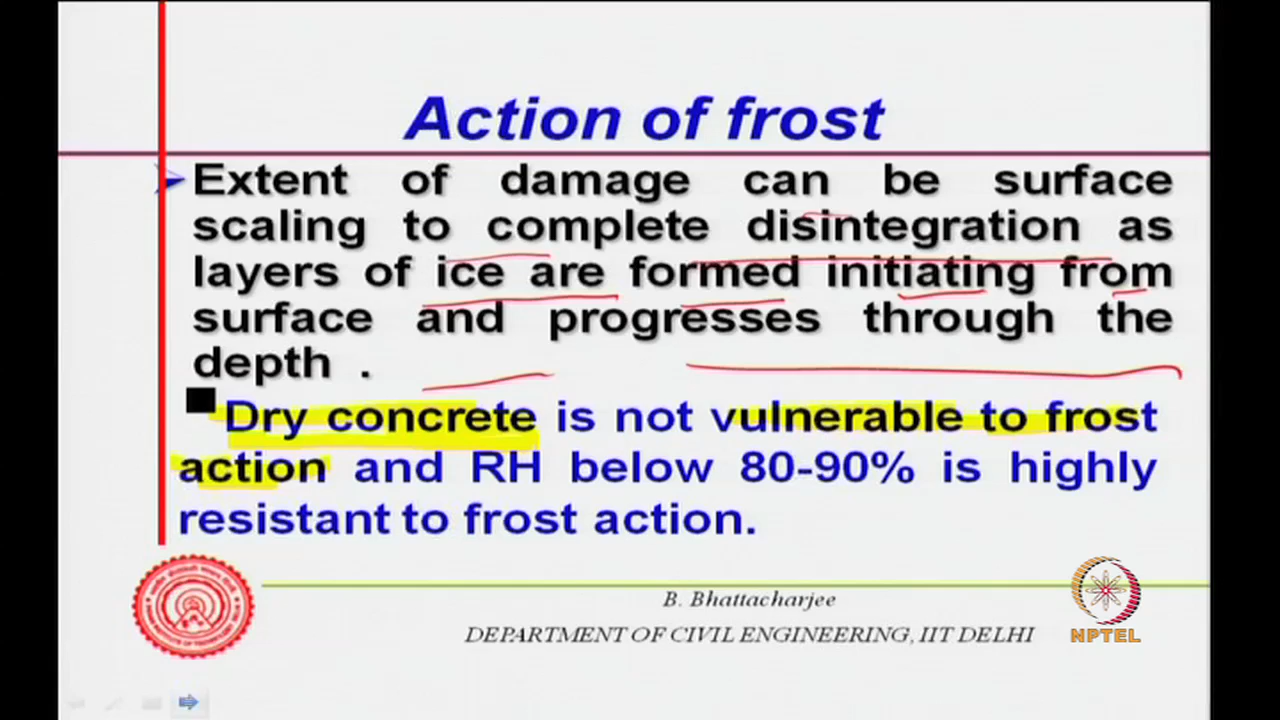 Action of frost
Extent of damage can be surface
scaling to complete disintegration as
layers of ice are formed initiating from
surface and progresses through the
depth .
Dry concrete is not vulnerable to frost
action and RH below 80-90% is highly
resistant to frost action.
B. Bhattacharjee
DEPARTMENT OF CIVIL ENGINEERING, IIT DELHI
NPTEL